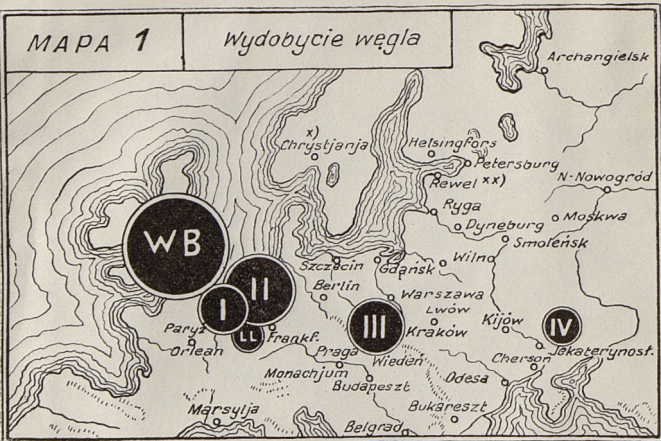 MAPA 1
Wydobycie węgla
Archangielsk
x)
Chrystjanja
Helsingfors
Petersburg
Rewel xx)
N-Nowogród
Ryga
Dyneburg
Moskwa
Smoleńsk
WB
Szczecin
Gdańsk
Wilno
II
Berlin
I
Warszawa
Lwów
III
Kraków
Kijów
IV
Paryż
LL
Frankf.
Orlean
Praga
Wiedeń
Jekaterynosł.
Monachjum
Cherson
Budapeszt
Odesa
Marsylja
Bukareszt
Belgrad